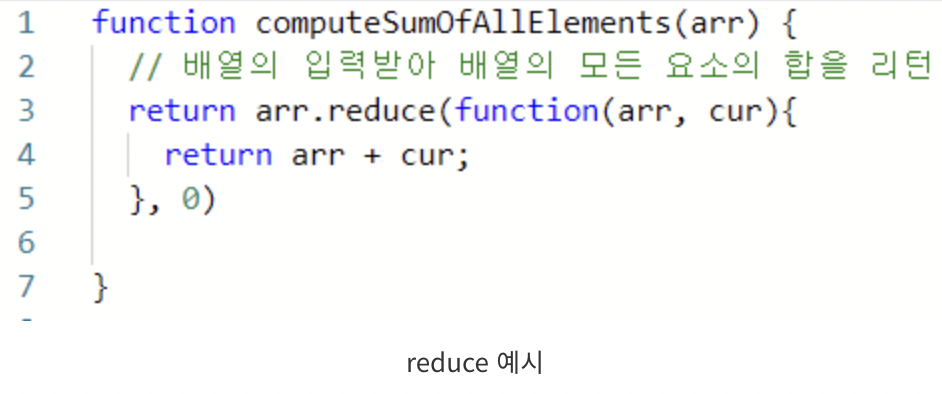 1 function computeSumOfAllElements(arr) {
2 // 배열의 입력받아 배열의 모든 요소의 합을 리턴
3 return arr.reduce(function(arr, cur){
4 return arr + cur;
5 }, 0)
6
7 }
reduce 예시